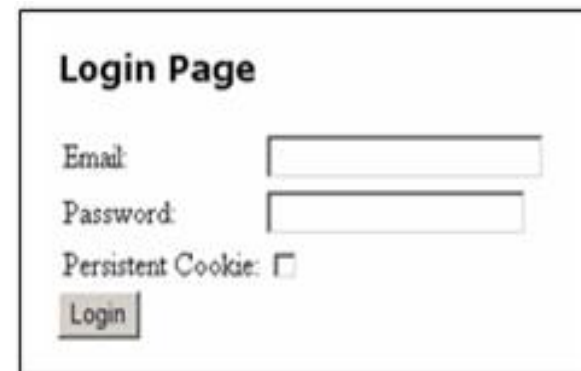 Login Page
Email:
Password:
Persistent Cookie:
Login